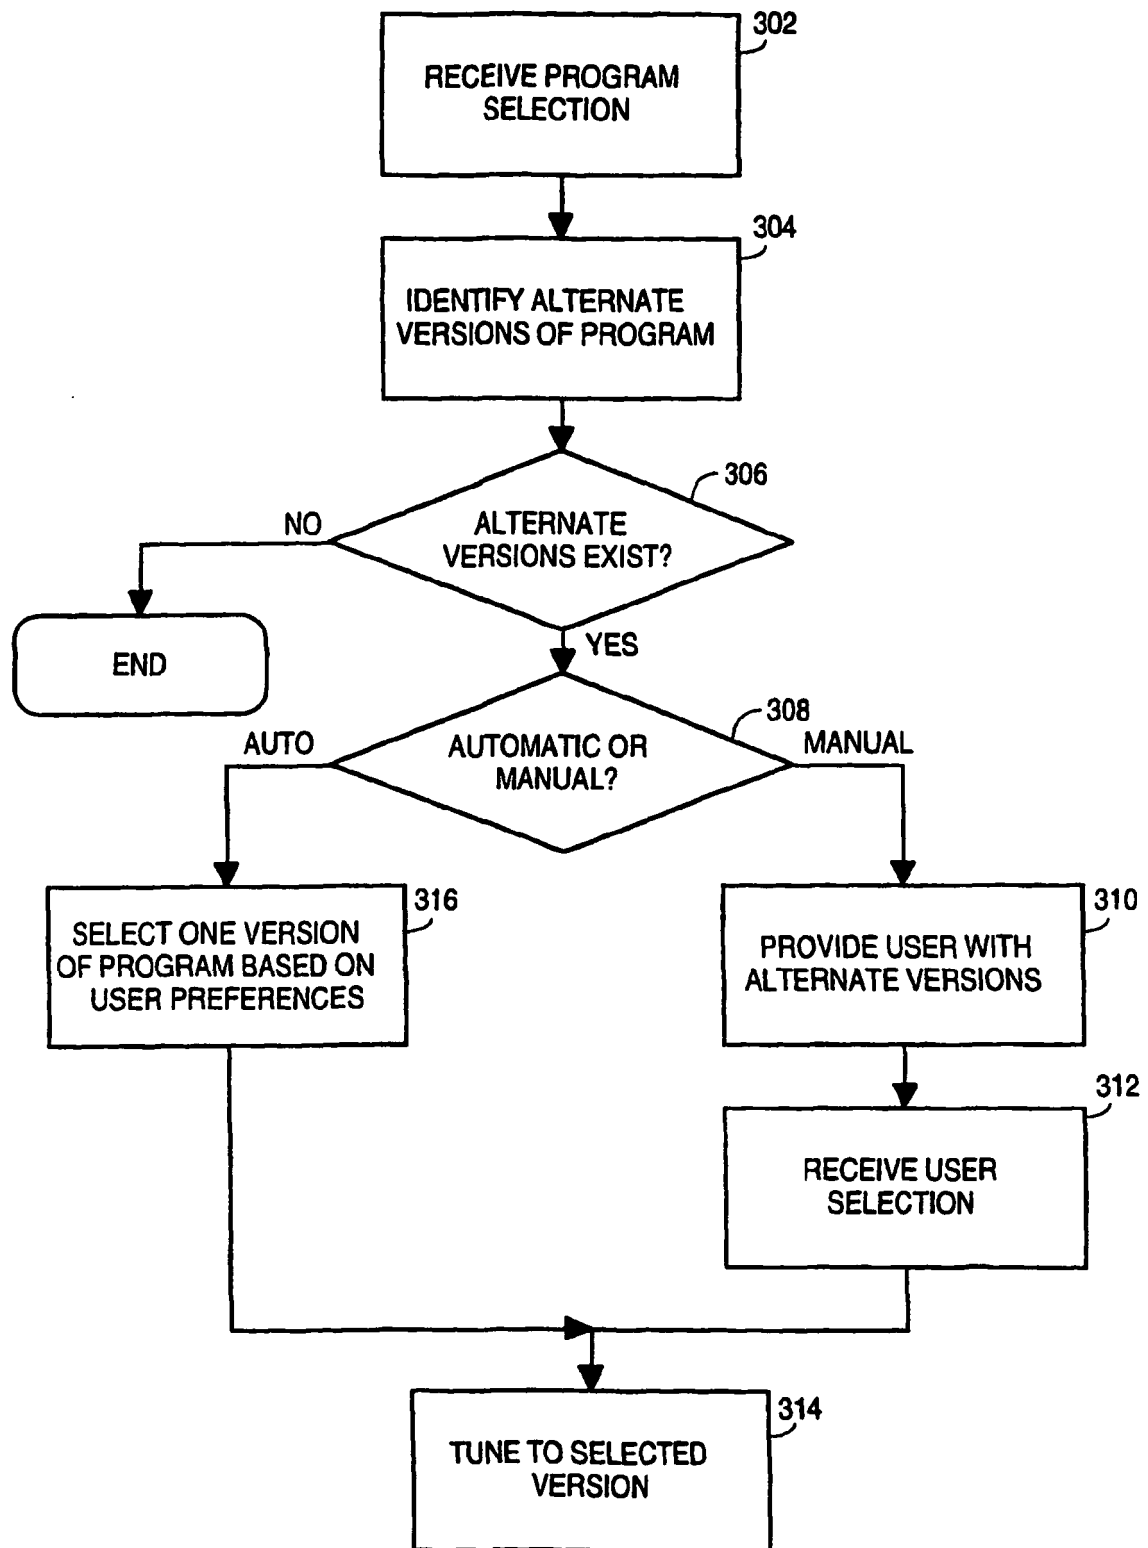 302
RECEIVE PROGRAM
SELECTION
304
IDENTIFY ALTERNATE
VERSIONS OF PROGRAM
306
NO
ALTERNATE
VERSIONS EXIST?
YES
END
308
AUTO
AUTOMATIC OR
MANUAL?
MANUAL
316
SELECT ONE VERSION
OF PROGRAM BASED ON
USER PREFERENCES
310
PROVIDE USER WITH
ALTERNATE VERSIONS
312
RECEIVE USER
SELECTION
314
TUNE TO SELECTED
VERSION